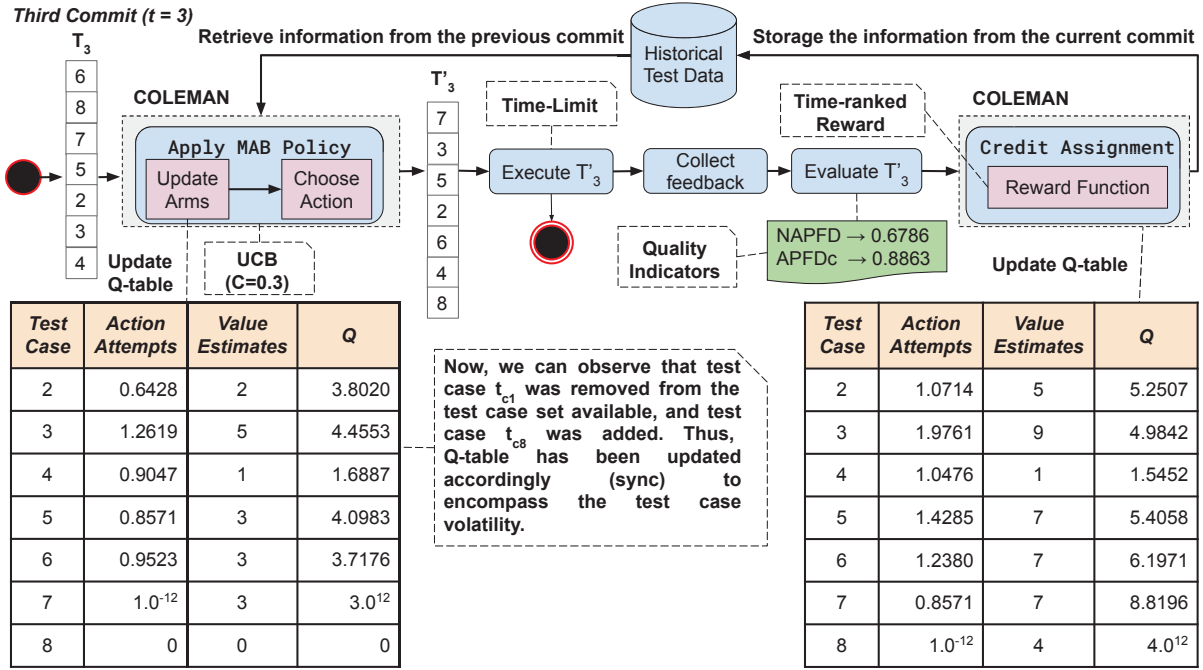 Third Commit (t = 3)
T3
6
8
7
5
2
3
4
Retrieve information from the previous commit
Historical
Test Data
Storage the information from the current commit
COLEMAN
Apply MAB Policy
Update
Arms
Choose
Action
Update
Q-table
UCB
(C=0.3)
T'3
7
3
5
2
6
4
8
Time-Limit
Execute T'3
Collect
feedback
Evaluate T'3
Time-ranked
Reward
Quality
Indicators
NAPFD → 0.6786
APFDc → 0.8863
COLEMAN
Credit Assignment
Reward Function
Update Q-table
Test Case Action Attempts Value Estimates Q
2 0.6428 2 3.8020
3 1.2619 5 4.4553
4 0.9047 1 1.6887
5 0.8571 3 4.0983
6 0.9523 3 3.7176
7 1.0-12 3 3.012
8 0 0 0
Now, we can observe that test
case tc1 was removed from the
test case set available, and test
case tc8 was added. Thus,
Q-table has been updated
accordingly (sync) to
encompass the test case
volatility.
Test Case Action Attempts Value Estimates Q
2 1.0714 5 5.2507
3 1.9761 9 4.9842
4 1.0476 1 1.5452
5 1.4285 7 5.4058
6 1.2380 7 6.1971
7 0.8571 7 8.8196
8 1.0-12 4 4.012